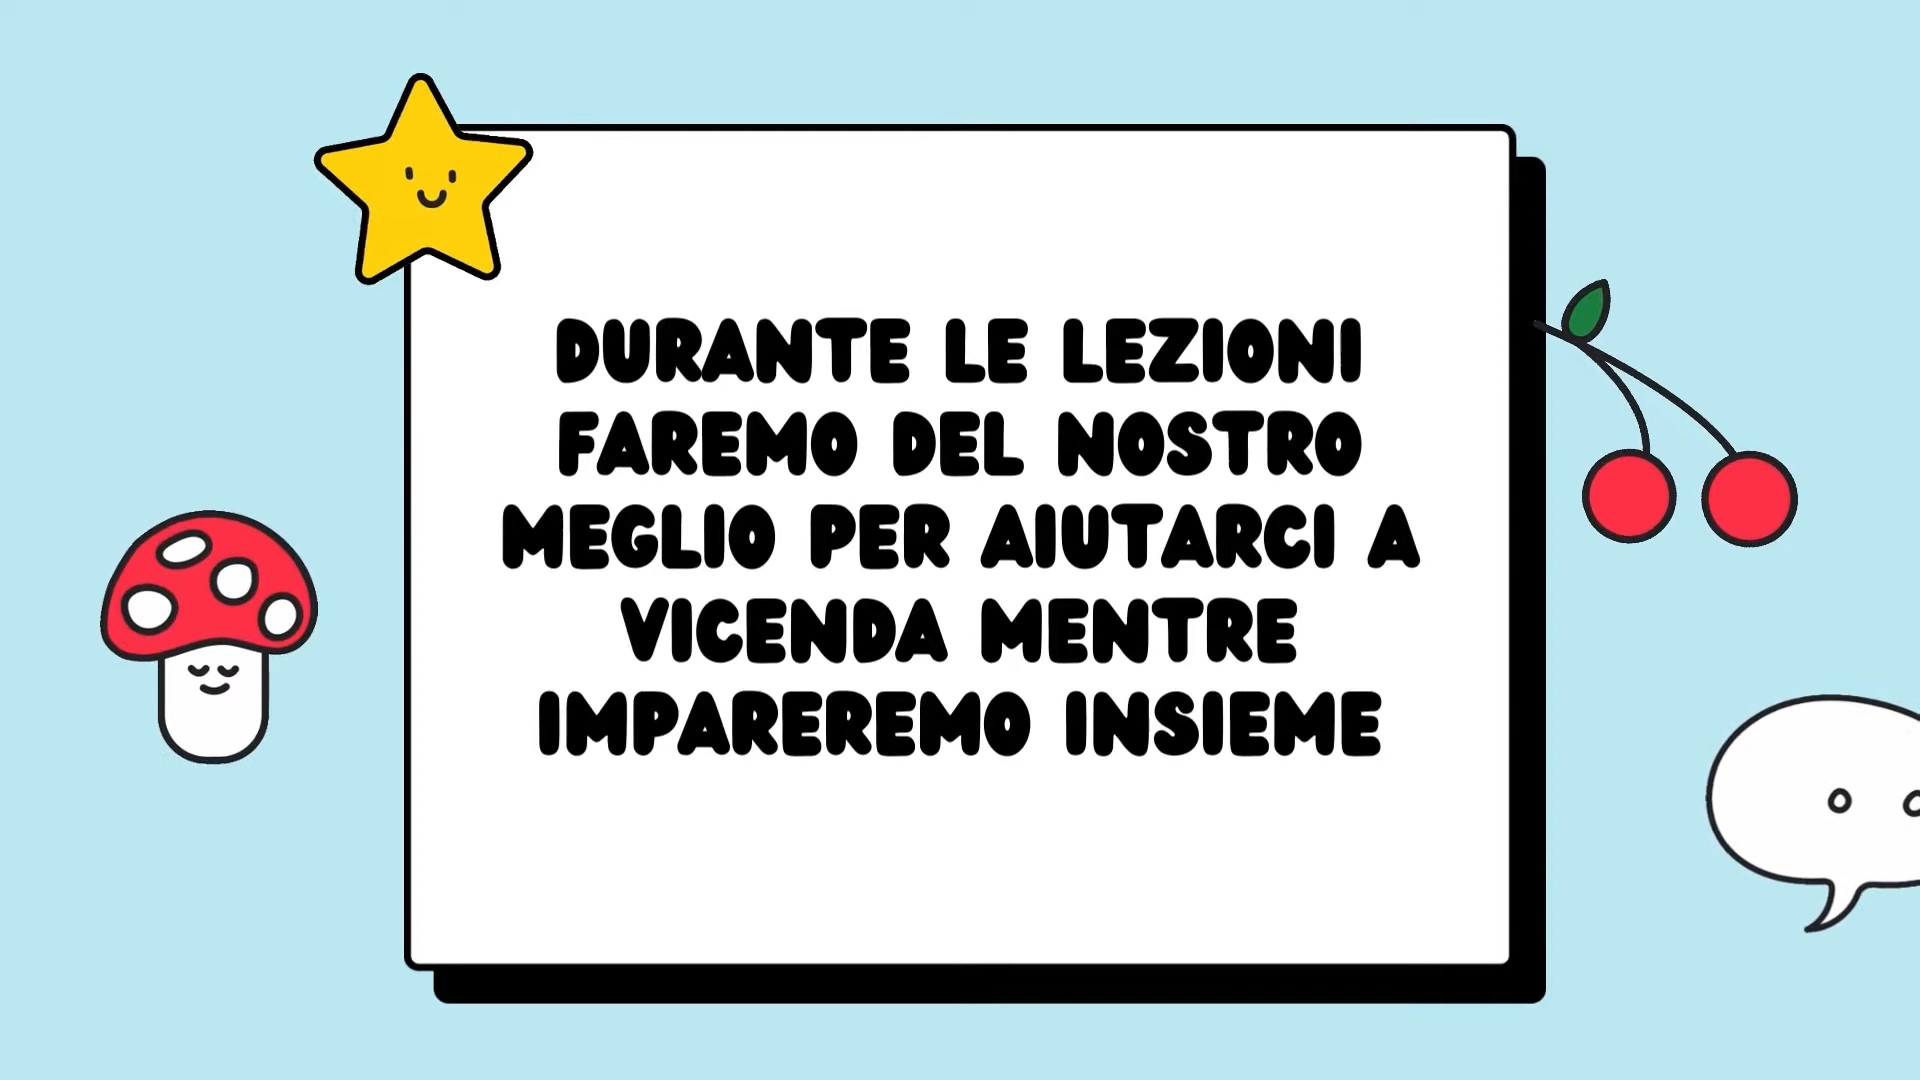 DURANTE LE LEZIONI
FAREMO DEL NOSTRO
MEGLIO PER AIUTARCI A
VICENDA MENTRE
IMPAREREMO INSIEME